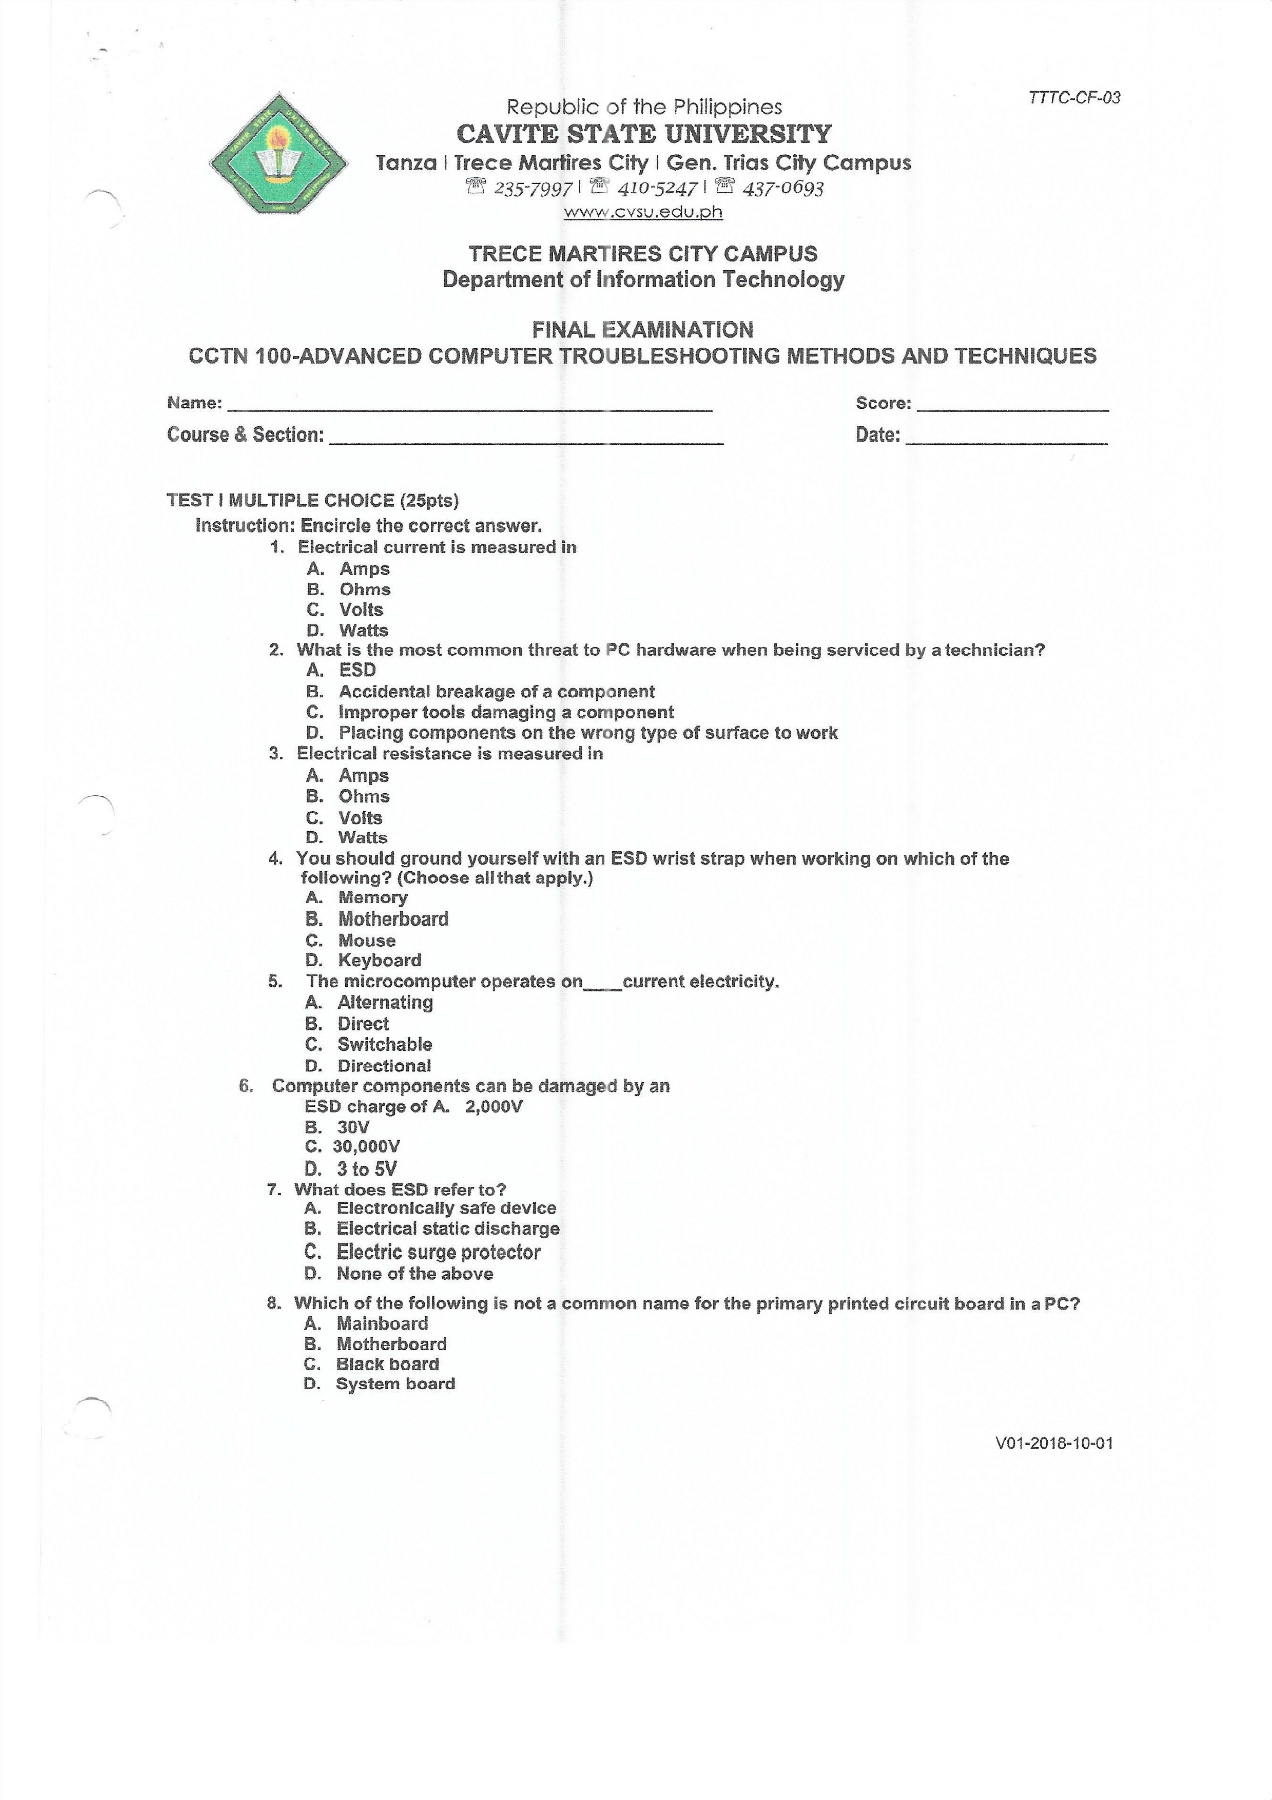 TTTC-CF-03
Republic of the Philippines
CAVITE STATE UNIVERSITY
Tanza | Trece Martires City | Gen. Trias City Campus
☏ 235-7997 | ☏ 410-5247 | ☏ 437-0693
www.cvsu.edu.ph
TRECE MARTIRES CITY CAMPUS
Department of Information Technology
FINAL EXAMINATION
CCTN 100-ADVANCED COMPUTER TROUBLESHOOTING METHODS AND TECHNIQUES
Name: ____________________ Score: __________
Course & Section: ____________________ Date: __________
TEST I MULTIPLE CHOICE (25pts)
Instruction: Encircle the correct answer.
1. Electrical current is measured in
A. Amps
B. Ohms
C. Volts
D. Watts
2. What is the most common threat to PC hardware when being serviced by a technician?
A. ESD
B. Accidental breakage of a component
C. Improper tools damaging a component
D. Placing components on the wrong type of surface to work
3. Electrical resistance is measured in
A. Amps
B. Ohms
C. Volts
D. Watts
4. You should ground yourself with an ESD wrist strap when working on which of the
following? (Choose all that apply.)
A. Memory
B. Motherboard
C. Mouse
D. Keyboard
5. The microcomputer operates on____current electricity.
A. Alternating
B. Direct
C. Switchable
D. Directional
6. Computer components can be damaged by an
ESD charge of A. 2,000V
B. 30V
C. 30,000V
D. 3 to 5V
7. What does ESD refer to?
A. Electronically safe device
B. Electrical static discharge
C. Electric surge protector
D. None of the above
8. Which of the following is not a common name for the primary printed circuit board in a PC?
A. Mainboard
B. Motherboard
C. Black board
D. System board
V01-2018-10-01